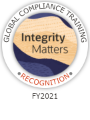 GLOBAL COMPLIANCE TRAINING
Integrity
Matters
•RECOGNITION•
FY2021